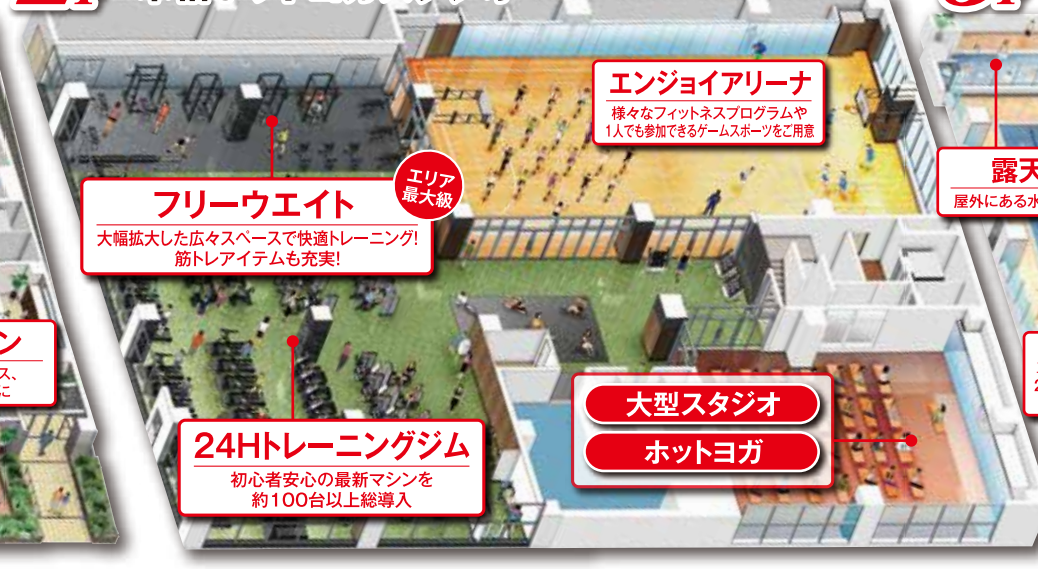 エンジョイアリーナ
様々なフィットネスプログラムや
1人でも参加できるゲームスポーツをご用意
エリア
最大級
フリーウエイト
大幅拡大した広々スペースで快適トレーニング!
筋トレアイテムも充実!
露天
屋外にある水
ン
ス、
に
大型スタジオ
ホットヨガ
24Hトレーニングジム
初心者安心の最新マシンを
約100台以上総導入
2